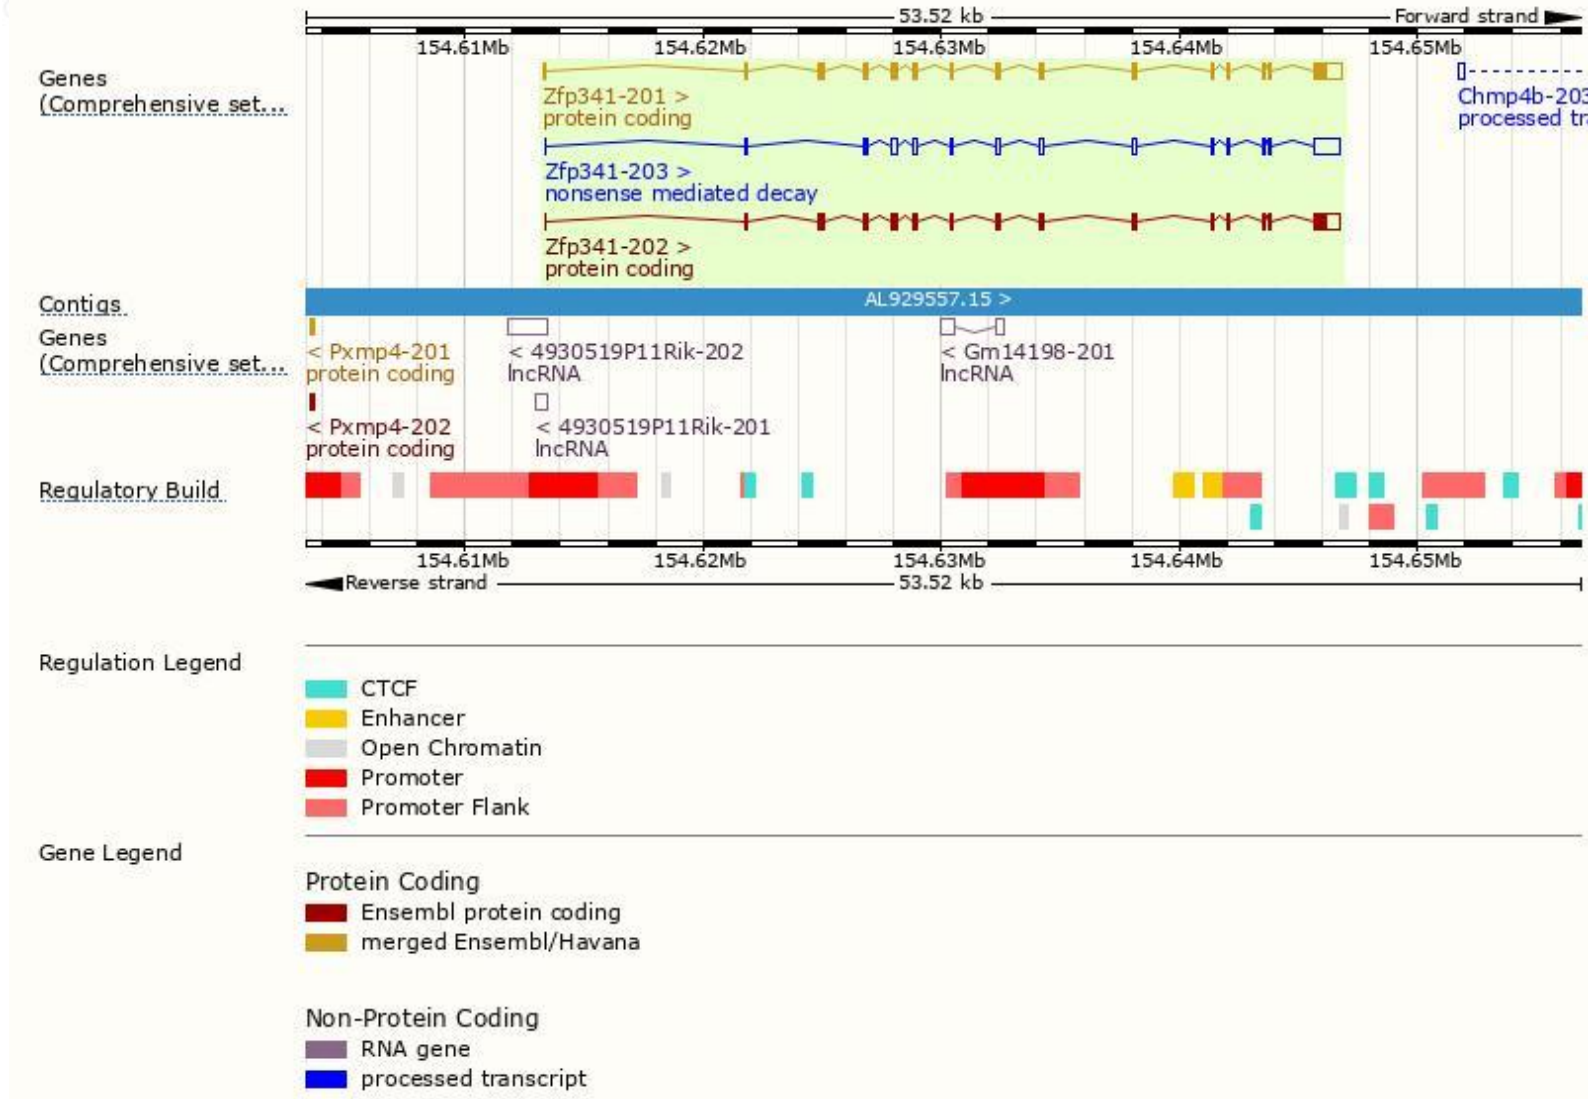 53.52 kb Forward strand
154.61Mb 154.62Mb 154.63Mb 154.64Mb 154.65Mb
Genes
(Comprehensive set...
Zfp341-201 >
protein coding
Chmp4b-203
processed tr
Zfp341-203 >
nonsense mediated decay
Zfp341-202 >
protein coding
Contigs
AL929557.15 >
Genes
(Comprehensive set...
< Pxmp4-201
protein coding
< 4930519P11Rik-202
lncRNA
< Gm14198-201
lncRNA
< Pxmp4-202
protein coding
< 4930519P11Rik-201
lncRNA
Regulatory Build
154.61Mb 154.62Mb 154.63Mb 154.64Mb 154.65Mb
Reverse strand 53.52 kb
Regulation Legend
CTCF
Enhancer
Open Chromatin
Promoter
Promoter Flank
Gene Legend
Protein Coding
Ensembl protein coding
merged Ensembl/Havana
Non-Protein Coding
RNA gene
processed transcript